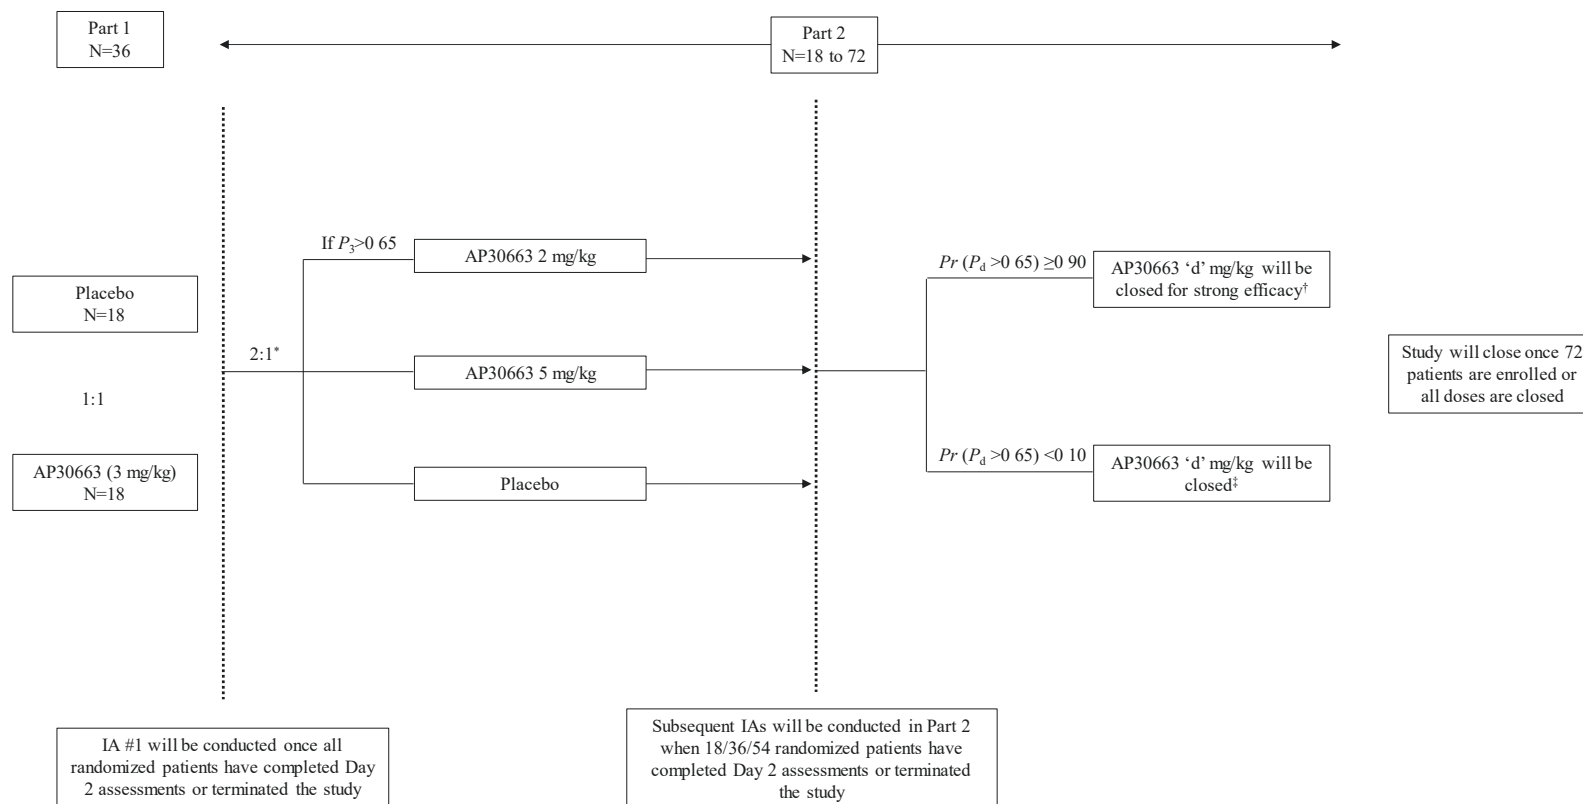 Part 1
N=36
Part 2
N=18 to 72
If P3>0 65
AP30663 2 mg/kg
Placebo
N=18
2:1*
AP30663 5 mg/kg
1:1
AP30663 (3 mg/kg)
N=18
Placebo
Pr (Pd >0 65) ≥0 90
AP30663 ‘d’ mg/kg will be
closed for strong efficacy†
Pr (Pd >0 65) <0 10
AP30663 ‘d’ mg/kg will be
closed‡
Study will close once 72
patients are enrolled or
all doses are closed
IA #1 will be conducted once all
randomized patients have completed Day
2 assessments or terminated the study
Subsequent IAs will be conducted in Part 2
when 18/36/54 randomized patients have
completed Day 2 assessments or terminated
the study